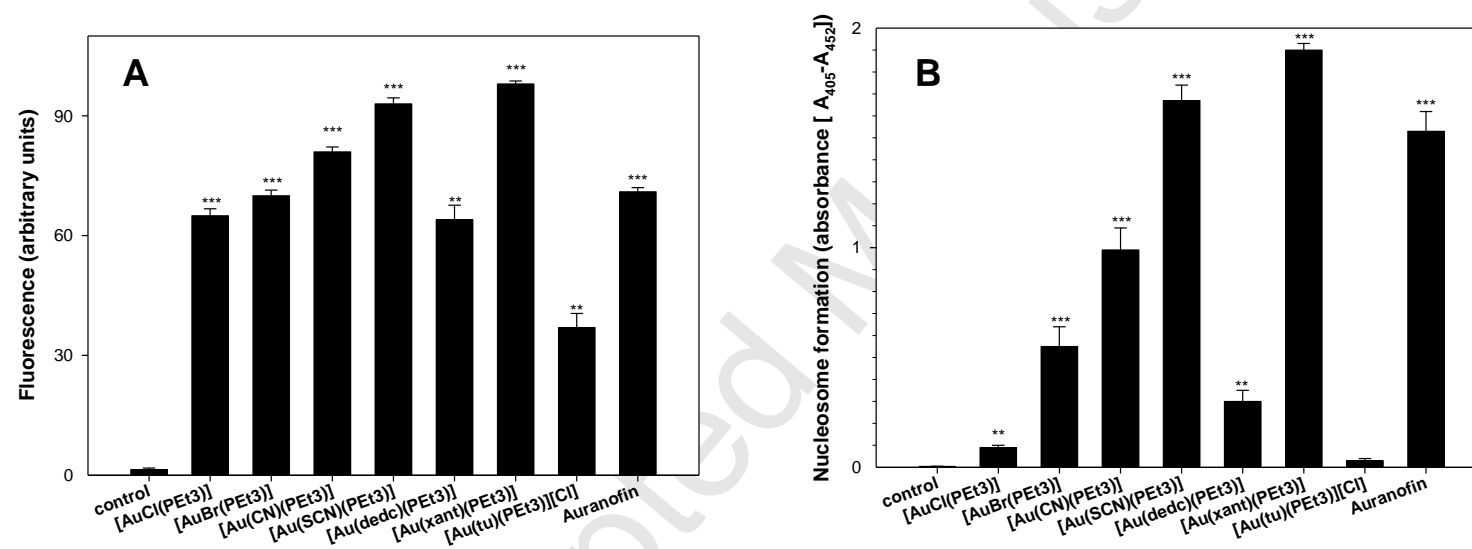 A
Fluorescence (arbitrary units)
90
60
30
0
***
***
***
***
**
***
**
***
control
[AuCl(PEt3)]
[AuBr(PEt3)]
[Au(CN)(PEt3)]
[Au(SCN)(PEt3)]
[Au(dedc)(PEt3)]
[Au(xant)(PEt3)]
[Au(tu)(PEt3)][Cl]
Auranofin
B
Nucleosome formation (absorbance [ A405-A452])
2
1
0
**
***
***
***
**
***
***
control
[AuCl(PEt3)]
[AuBr(PEt3)]
[Au(CN)(PEt3)]
[Au(SCN)(PEt3)]
[Au(dedc)(PEt3)]
[Au(xant)(PEt3)]
[Au(tu)(PEt3)][Cl]
Auranofin
pted M